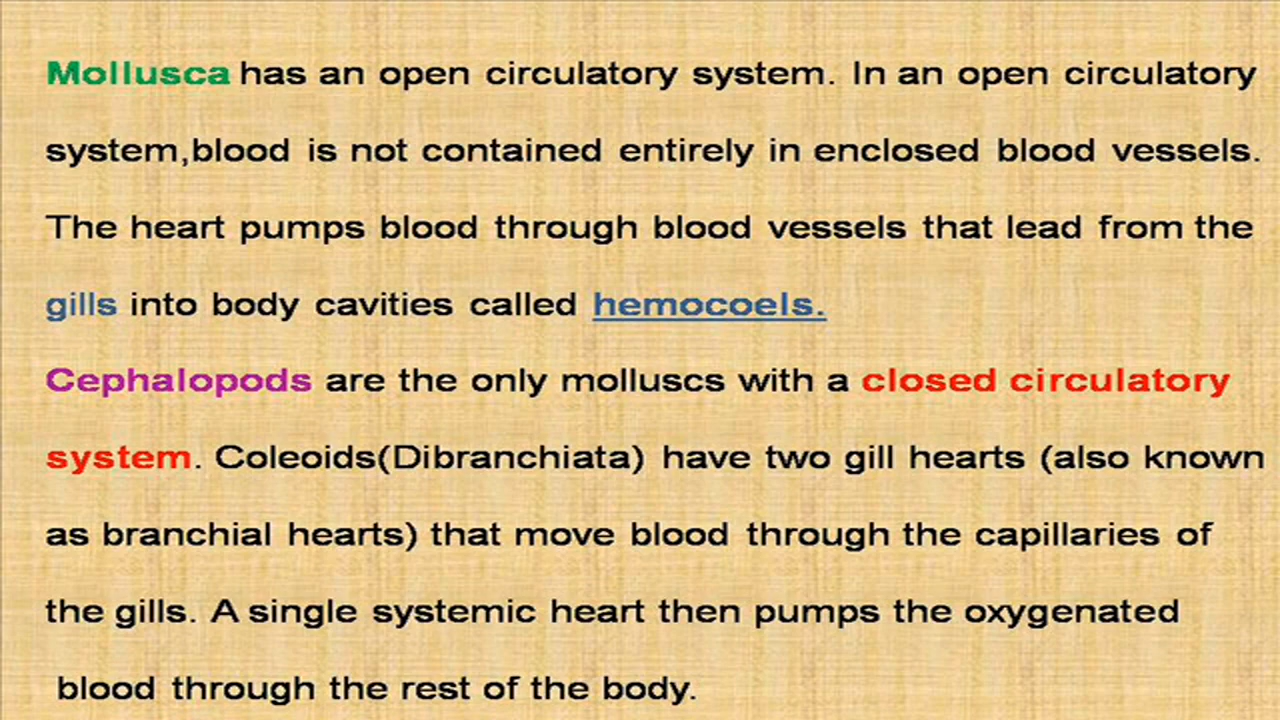 Mollusca has an open circulatory system. In an open circulatory
system,blood is not contained entirely in enclosed blood vessels.
The heart pumps blood through blood vessels that lead from the
gills into body cavities called hemocoels.
Cephalopods are the only molluscs with a closed circulatory
system. Coleoids(Dibranchiata) have two gill hearts (also known
as branchial hearts) that move blood through the capillaries of
the gills. A single systemic heart then pumps the oxygenated
blood through the rest of the body.